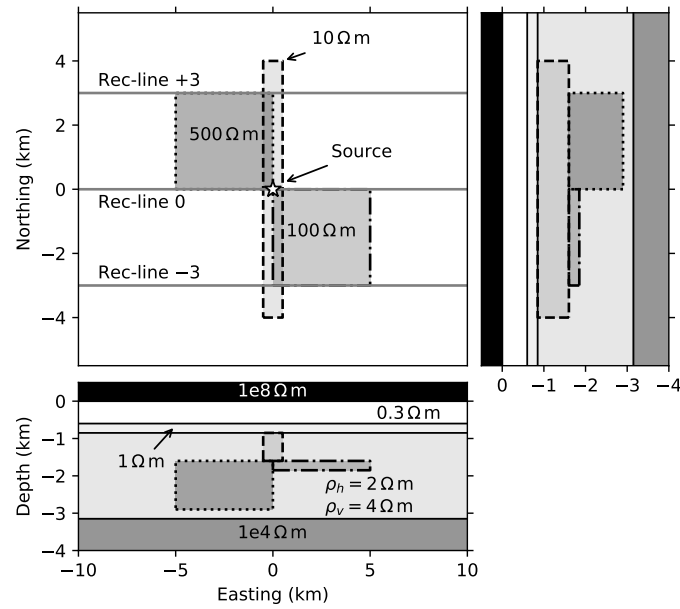 10 Ω m
4
Rec-line +3
2
500 Ω m
Source
Northing (km)
0
Rec-line 0
100 Ω m
−2
Rec-line −3
−4
0 −1 −2 −3 −4
1e8 Ω m
0
0.3 Ω m
−1
1 Ω m
Depth (km)
−2
ρh = 2 Ω m
ρv = 4 Ω m
−3
1e4 Ω m
−4
−10 −5 0 5 10
Easting (km)